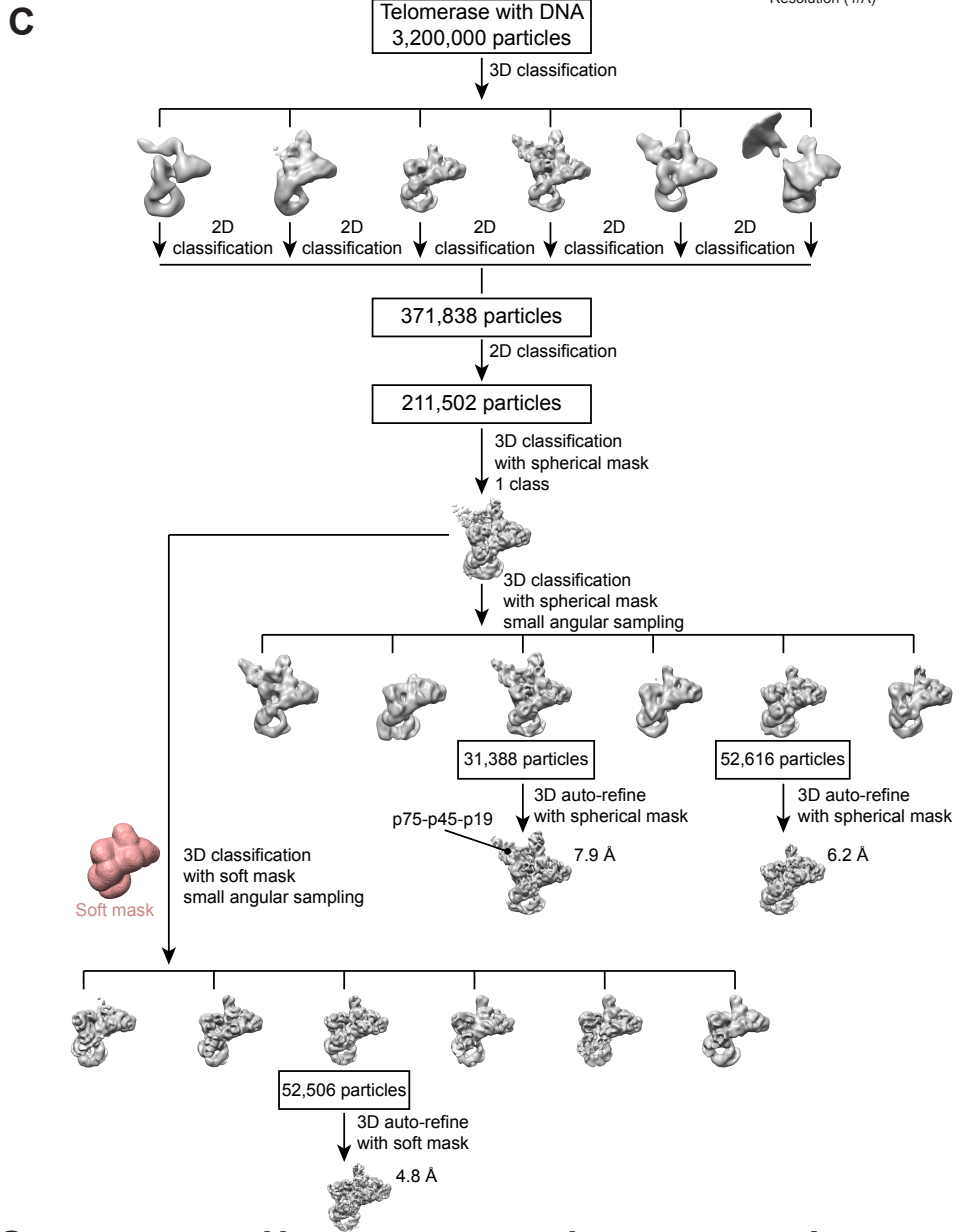 C
Telomerase with DNA
3,200,000 particles
3D classification
2D
classification
2D
classification
2D
classification
2D
classification
2D
classification
371,838 particles
2D classification
211,502 particles
3D classification
with spherical mask
1 class
3D classification
with spherical mask
small angular sampling
31,388 particles
52,616 particles
3D auto-refine
with spherical mask
3D auto-refine
with spherical mask
p75-p45-p19
7.9 Å
6.2 Å
Soft mask
3D classification
with soft mask
small angular sampling
52,506 particles
3D auto-refine
with soft mask
4.8 Å